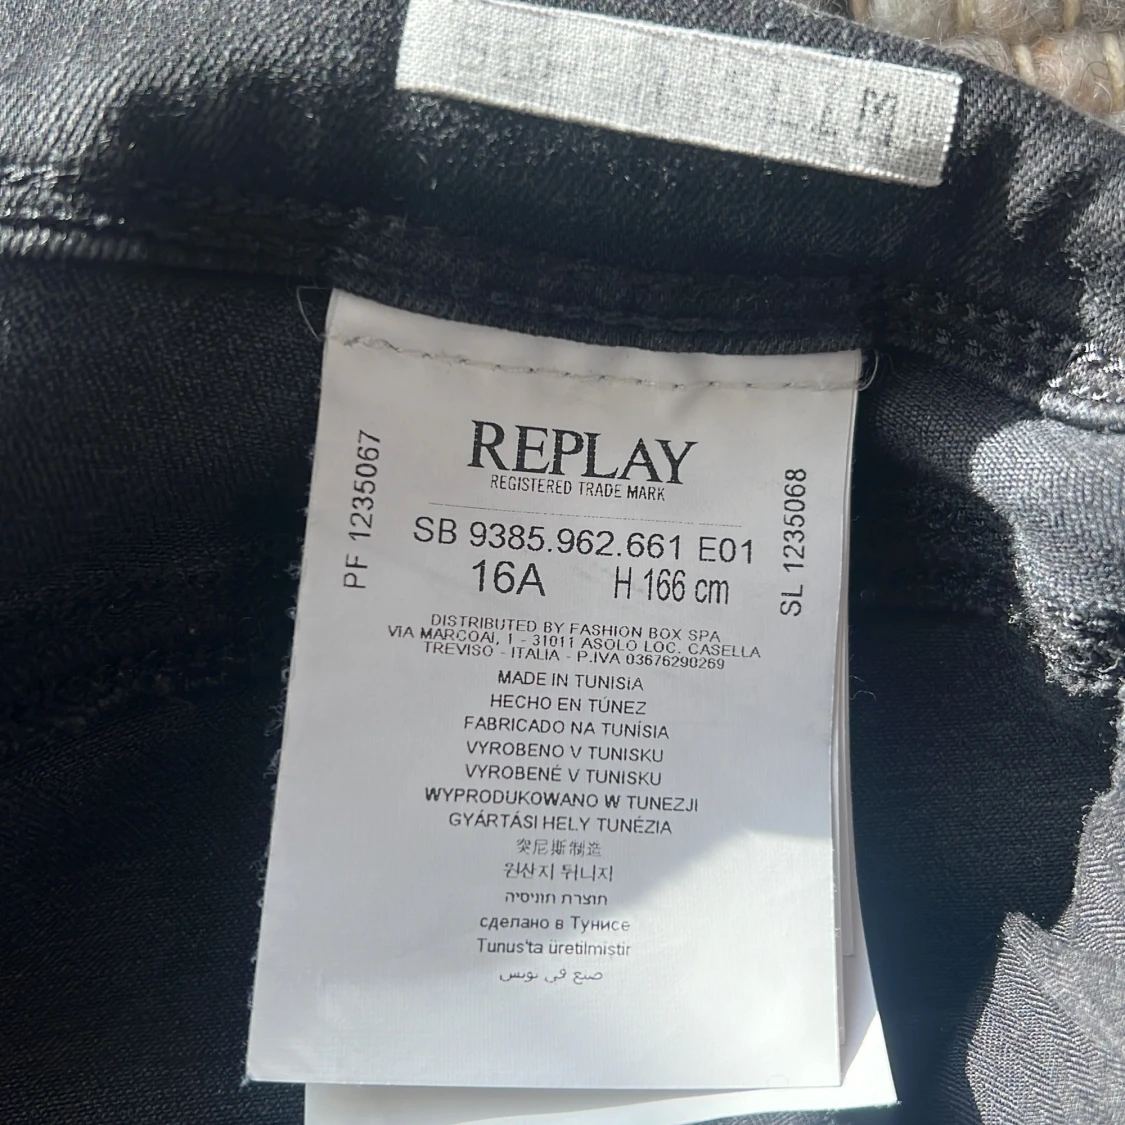 REPLAY
REGISTERED TRADE MARK
PF 1235067
SL 1235068
SB 9385.962.661 E01
16A H 166 cm
DISTRIBUTED BY FASHION BOX SPA
VIA MARCOAI, 1 - 31011 ASOLO LOC. CASELLA
TREVISO - ITALIA - P.IVA 03676290269
MADE IN TUNISIA
HECHO EN TÚNEZ
FABRICADO NA TUNÍSIA
VYROBENO V TUNISKU
VYROBENÉ V TUNISKU
WYPRODUKOWANO W TUNEZJI
GYÁRTÁSI HELY TUNÉZIA
突尼斯制造
원산지 튀니지
תוצרת תוניסיה
сделано в Тунисе
Tunus'ta üretilmiştir
صنع في تونس